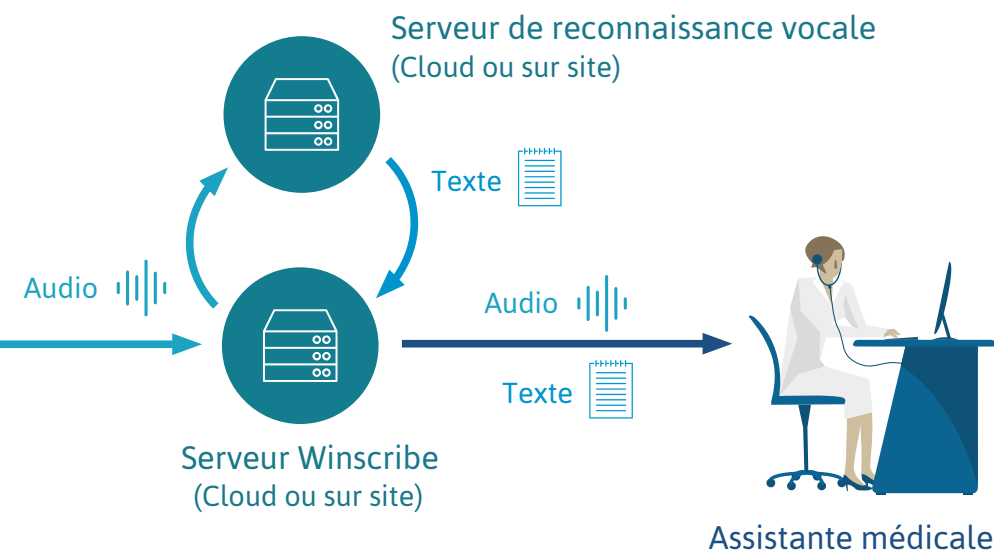 Serveur de reconnaissance vocale
(Cloud ou sur site)
Texte
Audio
Audio
Texte
Serveur Winscribe
(Cloud ou sur site)
Assistante médicale